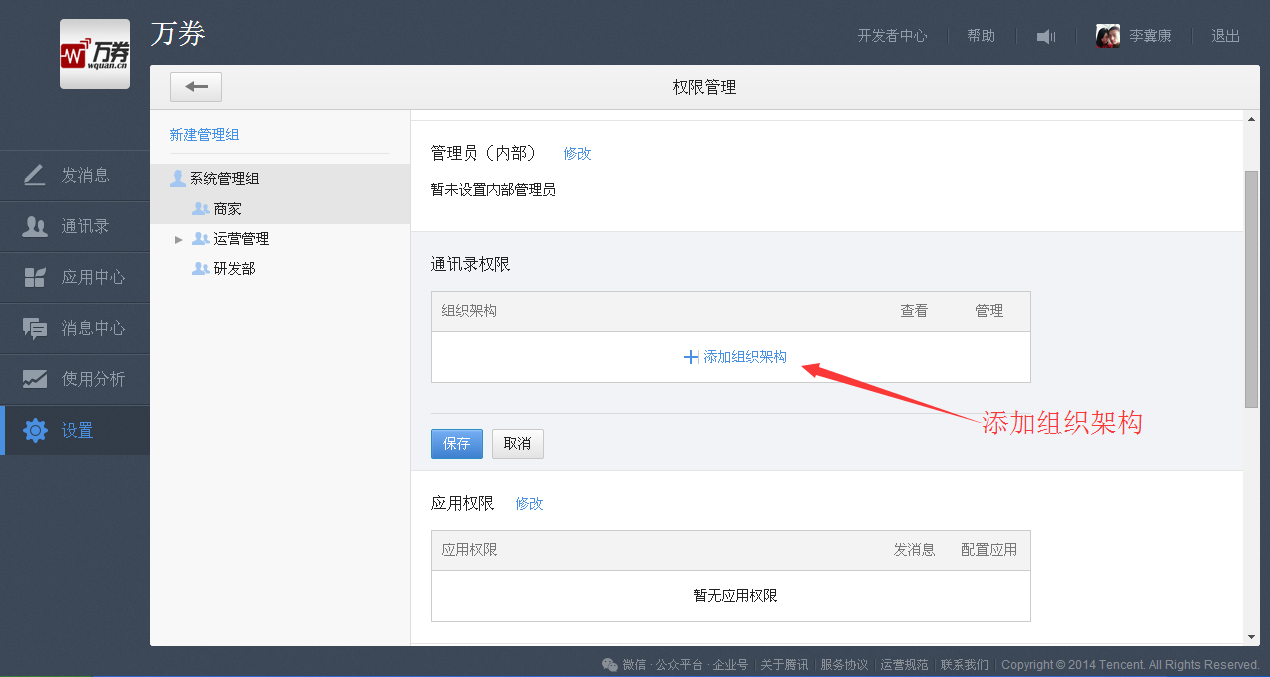 万券
wquan.cn
万券
开发者中心 帮助 李冀康 退出
权限管理
发消息
通讯录
应用中心
消息中心
使用分析
设置
新建管理组
系统管理组
商家
运营管理
研发部
管理员（内部） 修改
暂未设置内部管理员
通讯录权限
组织架构 查看 管理
添加组织架构
添加组织架构
保存 取消
应用权限 修改
应用权限 发消息 配置应用
暂无应用权限
微信·公众平台·企业号 关于腾讯 服务协议 运营规范 联系我们 Copyright © 2014 Tencent. All Rights Reserved.